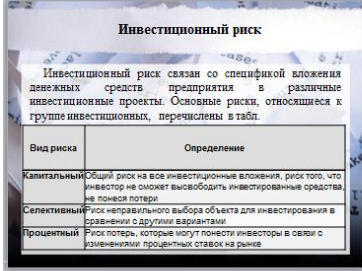 Инвестиционный риск
Инвестиционный риск связан со спецификой вложения
денежных средств предприятия в различные
инвестиционные проекты. Основные риски, относящиеся к
группе инвестиционных, перечислены в табл.
Вид риска Определение
Капитальный Общий риск на все инвестиционные вложения, риск того, что
инвестор не сможет высвободить инвестированные средства,
не понеся потери
Селективный Риск неправильного выбора объекта для инвестирования в
сравнении с другими вариантами
Процентный Риск потерь, которые могут понести инвесторы в связи с
изменениями процентных ставок на рынке